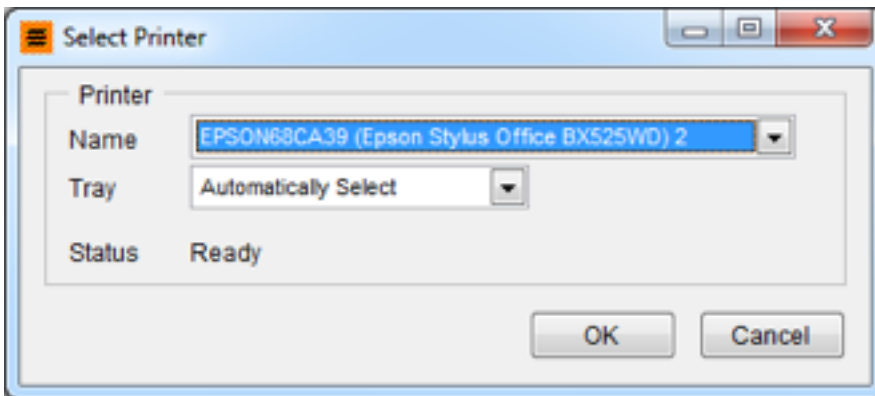 Select Printer
Printer
Name EPSON68CA39 (Epson Stylus Office BX525WD) 2
Tray Automatically Select
Status Ready
OK Cancel